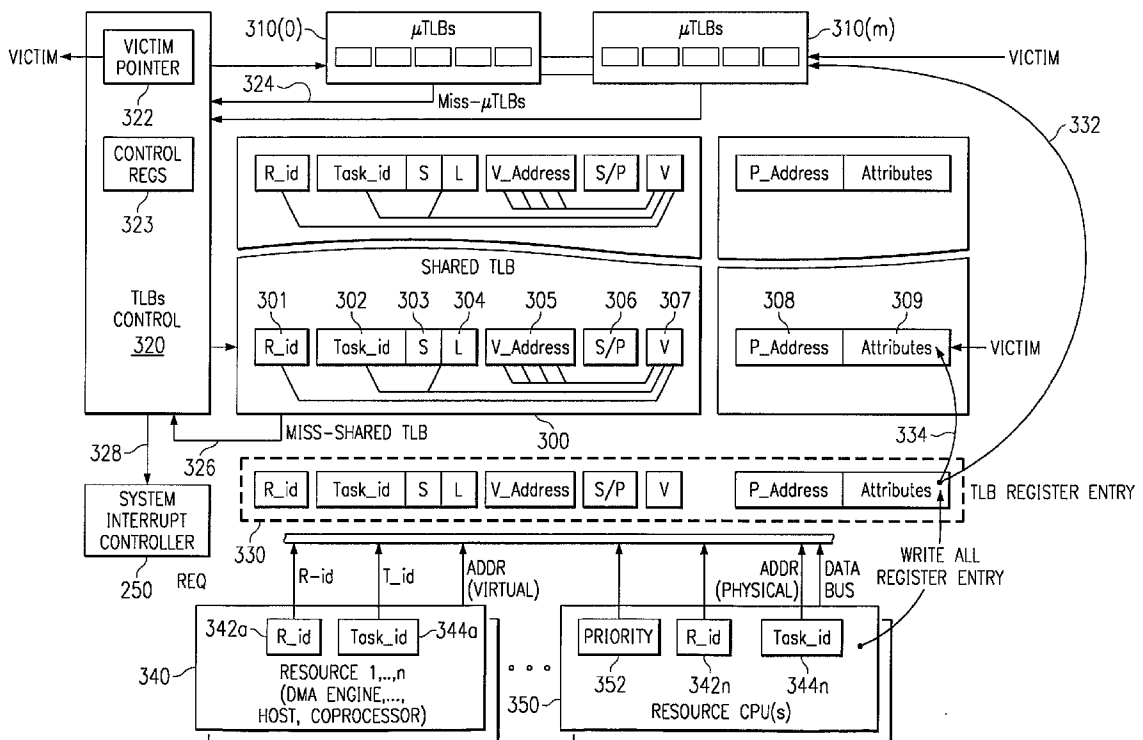 310(0)
μTLBs
μTLBs
310(m)
VICTIM
VICTIM
POINTER
322
VICTIM
324
Miss-μTLBs
332
CONTROL
REGS
323
R_id
Task_id
S
L
V_Address
S/P
V
P_Address
Attributes
SHARED TLB
TLBs
CONTROL
320
301
302
303
304
305
306
307
308
309
R_id
Task_id
S
L
V_Address
S/P
V
P_Address
Attributes
VICTIM
328
326
MISS-SHARED TLB
300
334
SYSTEM
INTERRUPT
CONTROLLER
250
R_id
Task_id
S
L
V_Address
S/P
V
P_Address
Attributes
TLB REGISTER ENTRY
330
REQ
R-id
T_id
ADDR
(VIRTUAL)
ADDR
(PHYSICAL)
DATA
BUS
WRITE ALL
REGISTER ENTRY
342a
R_id
Task_id
344a
340
RESOURCE 1,..,n
(DMA ENGINE,...,
HOST, COPROCESSOR)
PRIORITY
352
R_id
342n
Task_id
344n
350
RESOURCE CPU(s)